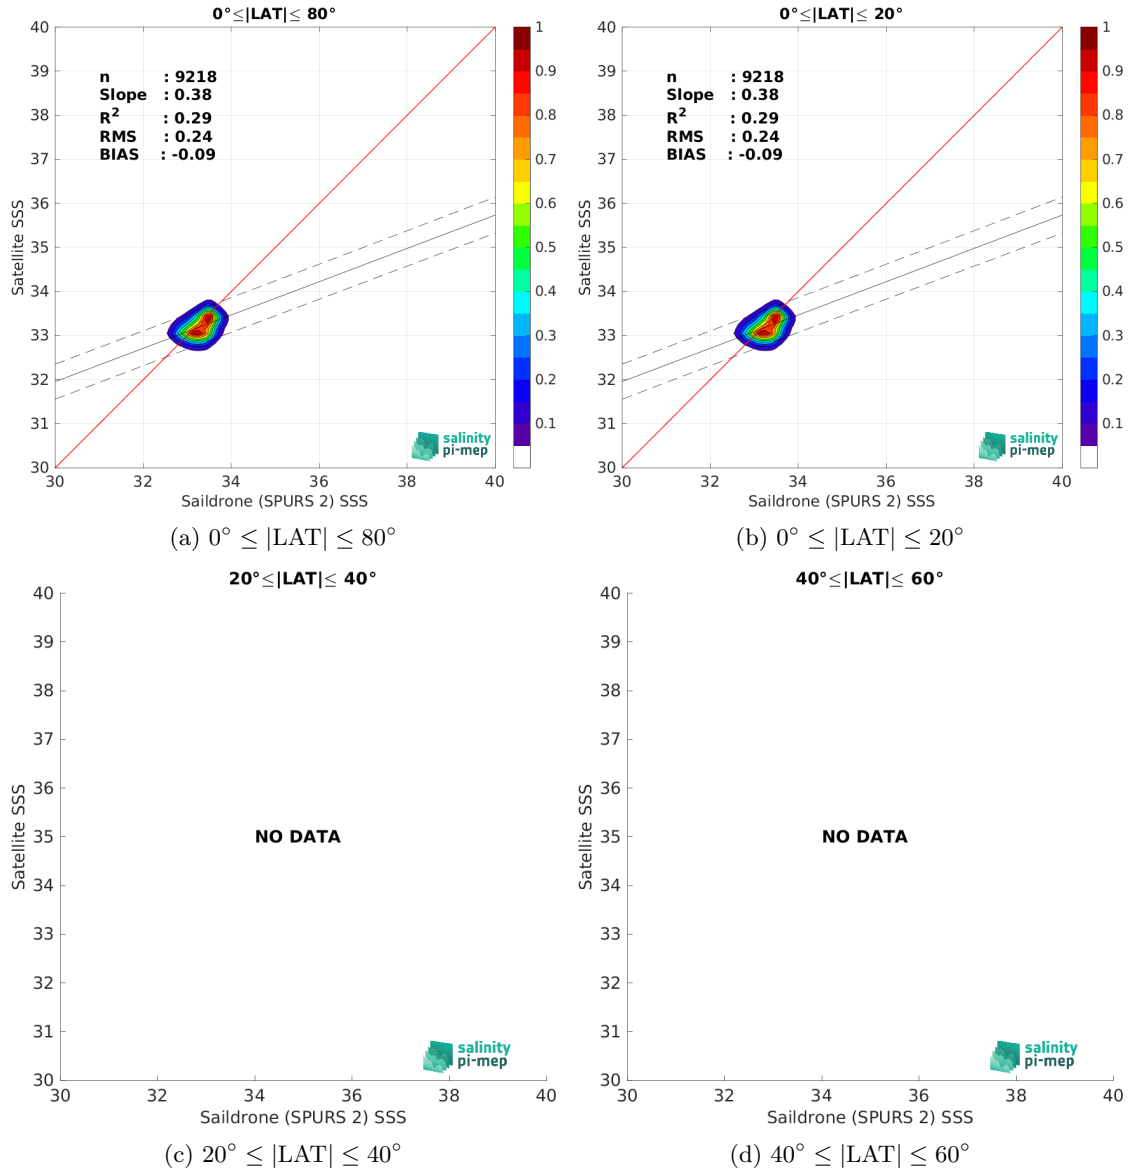 0°≤|LAT|≤ 80°
40
39
38
37
36
35
34
33
32
31
30
Satellite SSS
n : 9218
Slope : 0.38
R² : 0.29
RMS : 0.24
BIAS : -0.09
salinity
pi-mep
30 32 34 36 38 40
Saildrone (SPURS 2) SSS
1
0.9
0.8
0.7
0.6
0.5
0.4
0.3
0.2
0.1
(a) 0° ≤ |LAT| ≤ 80°
0°≤|LAT|≤ 20°
40
39
38
37
36
35
34
33
32
31
30
Satellite SSS
n : 9218
Slope : 0.38
R² : 0.29
RMS : 0.24
BIAS : -0.09
salinity
pi-mep
30 32 34 36 38 40
Saildrone (SPURS 2) SSS
1
0.9
0.8
0.7
0.6
0.5
0.4
0.3
0.2
0.1
(b) 0° ≤ |LAT| ≤ 20°
20°≤|LAT|≤ 40°
40
39
38
37
36
35
34
33
32
31
30
Satellite SSS
NO DATA
salinity
pi-mep
30 32 34 36 38 40
Saildrone (SPURS 2) SSS
(c) 20° ≤ |LAT| ≤ 40°
40°≤|LAT|≤ 60°
40
39
38
37
36
35
34
33
32
31
30
Satellite SSS
NO DATA
salinity
pi-mep
30 32 34 36 38 40
Saildrone (SPURS 2) SSS
(d) 40° ≤ |LAT| ≤ 60°